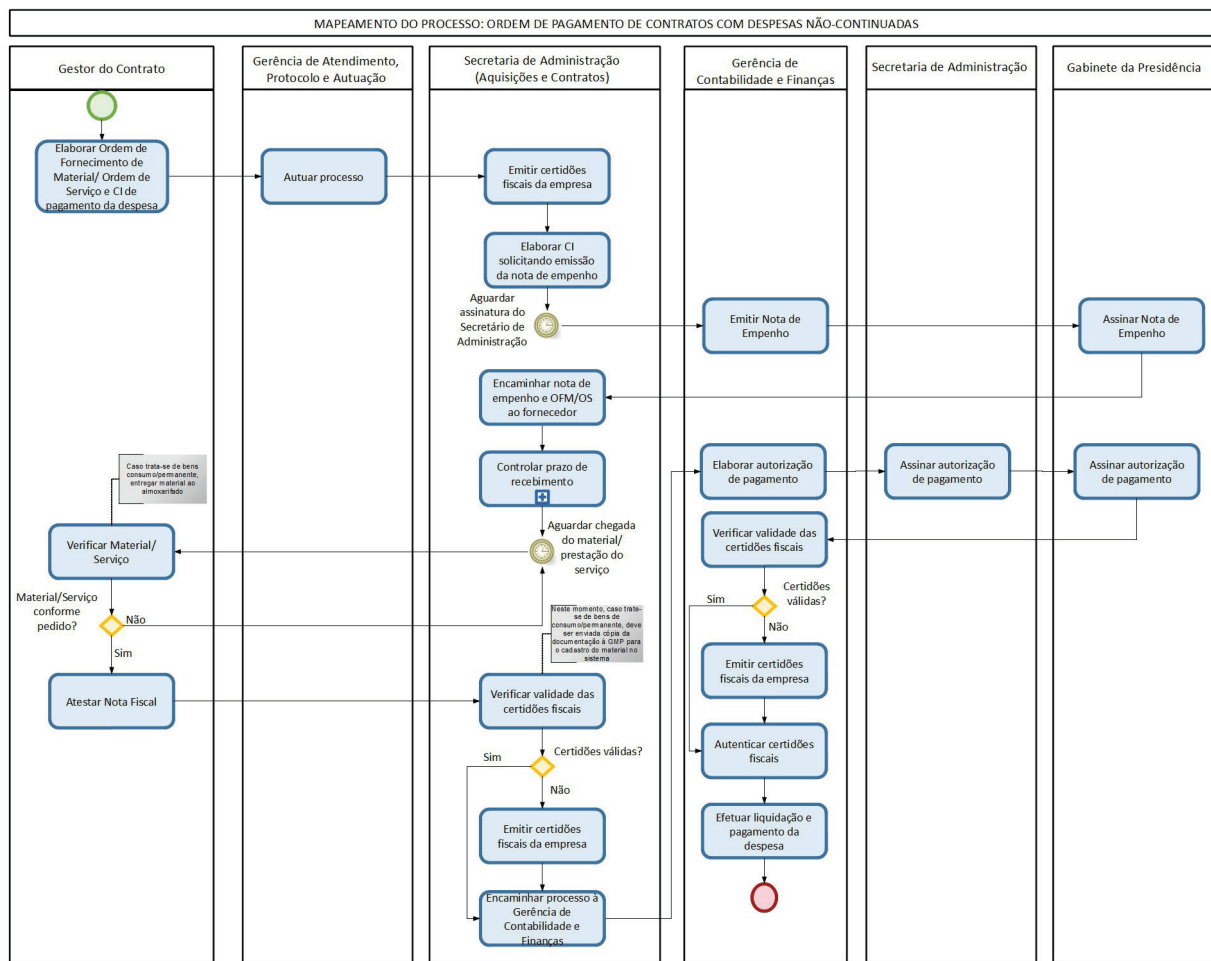 MAPEAMENTO DO PROCESSO: ORDEM DE PAGAMENTO DE CONTRATOS COM DESPESAS NÃO-CONTINUADAS
Gestor do Contrato
Gerência de Atendimento,
Protocolo e Autuação
Secretaria de Administração
(Aquisições e Contratos)
Gerência de
Contabilidade e Finanças
Secretaria de Administração
Gabinete da Presidência
Elaborar Ordem de
Fornecimento de
Material/ Ordem de
Serviço e CI de
pagamento da despesa
Autuar processo
Emitir certidões
fiscais da empresa
Elaborar CI
solicitando emissão
da nota de empenho
Aguardar
assinatura do
Secretário de
Administração
Emitir Nota de
Empenho
Assinar Nota de
Empenho
Encaminhar nota de
empenho e OFM/OS
ao fornecedor
Controlar prazo de
recebimento
Elaborar autorização
de pagamento
Assinar autorização
de pagamento
Assinar autorização
de pagamento
Caso trata-se de bens
consumo/permanente,
entregar material ao
almoxarifado
Verificar Material/
Serviço
Aguardar chegada
do material/
prestação do
serviço
Verificar validade das
certidões fiscais
Material/Serviço
conforme
pedido?
Não
Sim
Certidões
válidas?
Sim
Não
Neste momento, caso trate-
se de bens de
consumo/permanente, deve
ser enviada cópia da
documentação à GMP para
o cadastro do material no
sistema
Atestar Nota Fiscal
Verificar validade das
certidões fiscais
Emitir certidões
fiscais da empresa
Autenticar certidões
fiscais
Sim
Certidões válidas?
Não
Emitir certidões
fiscais da empresa
Efetuar liquidação e
pagamento da
despesa
Encaminhar processo à
Gerência de
Contabilidade e
Finanças